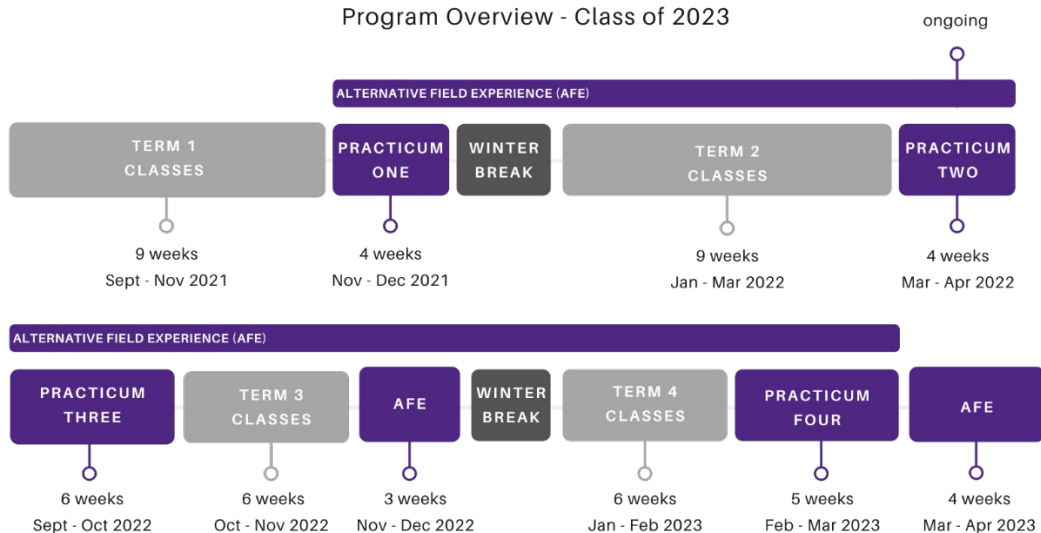 Program Overview - Class of 2023
ongoing
ALTERNATIVE FIELD EXPERIENCE (AFE)
TERM 1
CLASSES
PRACTICUM
ONE
WINTER
BREAK
TERM 2
CLASSES
PRACTICUM
TWO
9 weeks
Sept - Nov 2021
4 weeks
Nov - Dec 2021
9 weeks
Jan - Mar 2022
4 weeks
Mar - Apr 2022
ALTERNATIVE FIELD EXPERIENCE (AFE)
PRACTICUM
THREE
TERM 3
CLASSES
AFE
WINTER
BREAK
TERM 4
CLASSES
PRACTICUM
FOUR
AFE
6 weeks
Sept - Oct 2022
6 weeks
Oct - Nov 2022
3 weeks
Nov - Dec 2022
6 weeks
Jan - Feb 2023
5 weeks
Feb - Mar 2023
4 weeks
Mar - Apr 2023